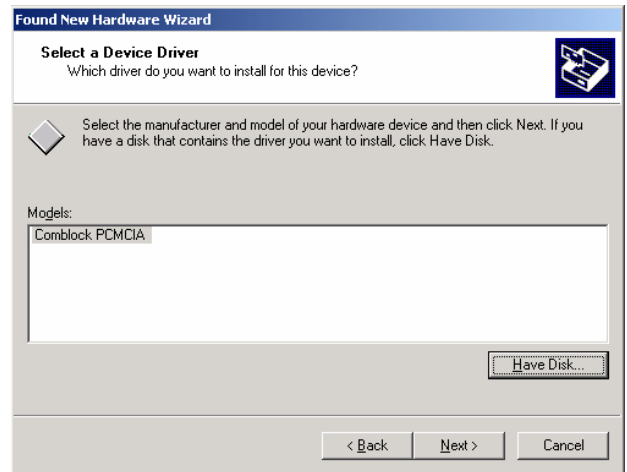 Found New Hardware Wizard
Select a Device Driver
Which driver do you want to install for this device?
Select the manufacturer and model of your hardware device and then click Next. If you
have a disk that contains the driver you want to install, click Have Disk.
Models:
Comblock PCMCIA
Have Disk...
< Back
Next >
Cancel